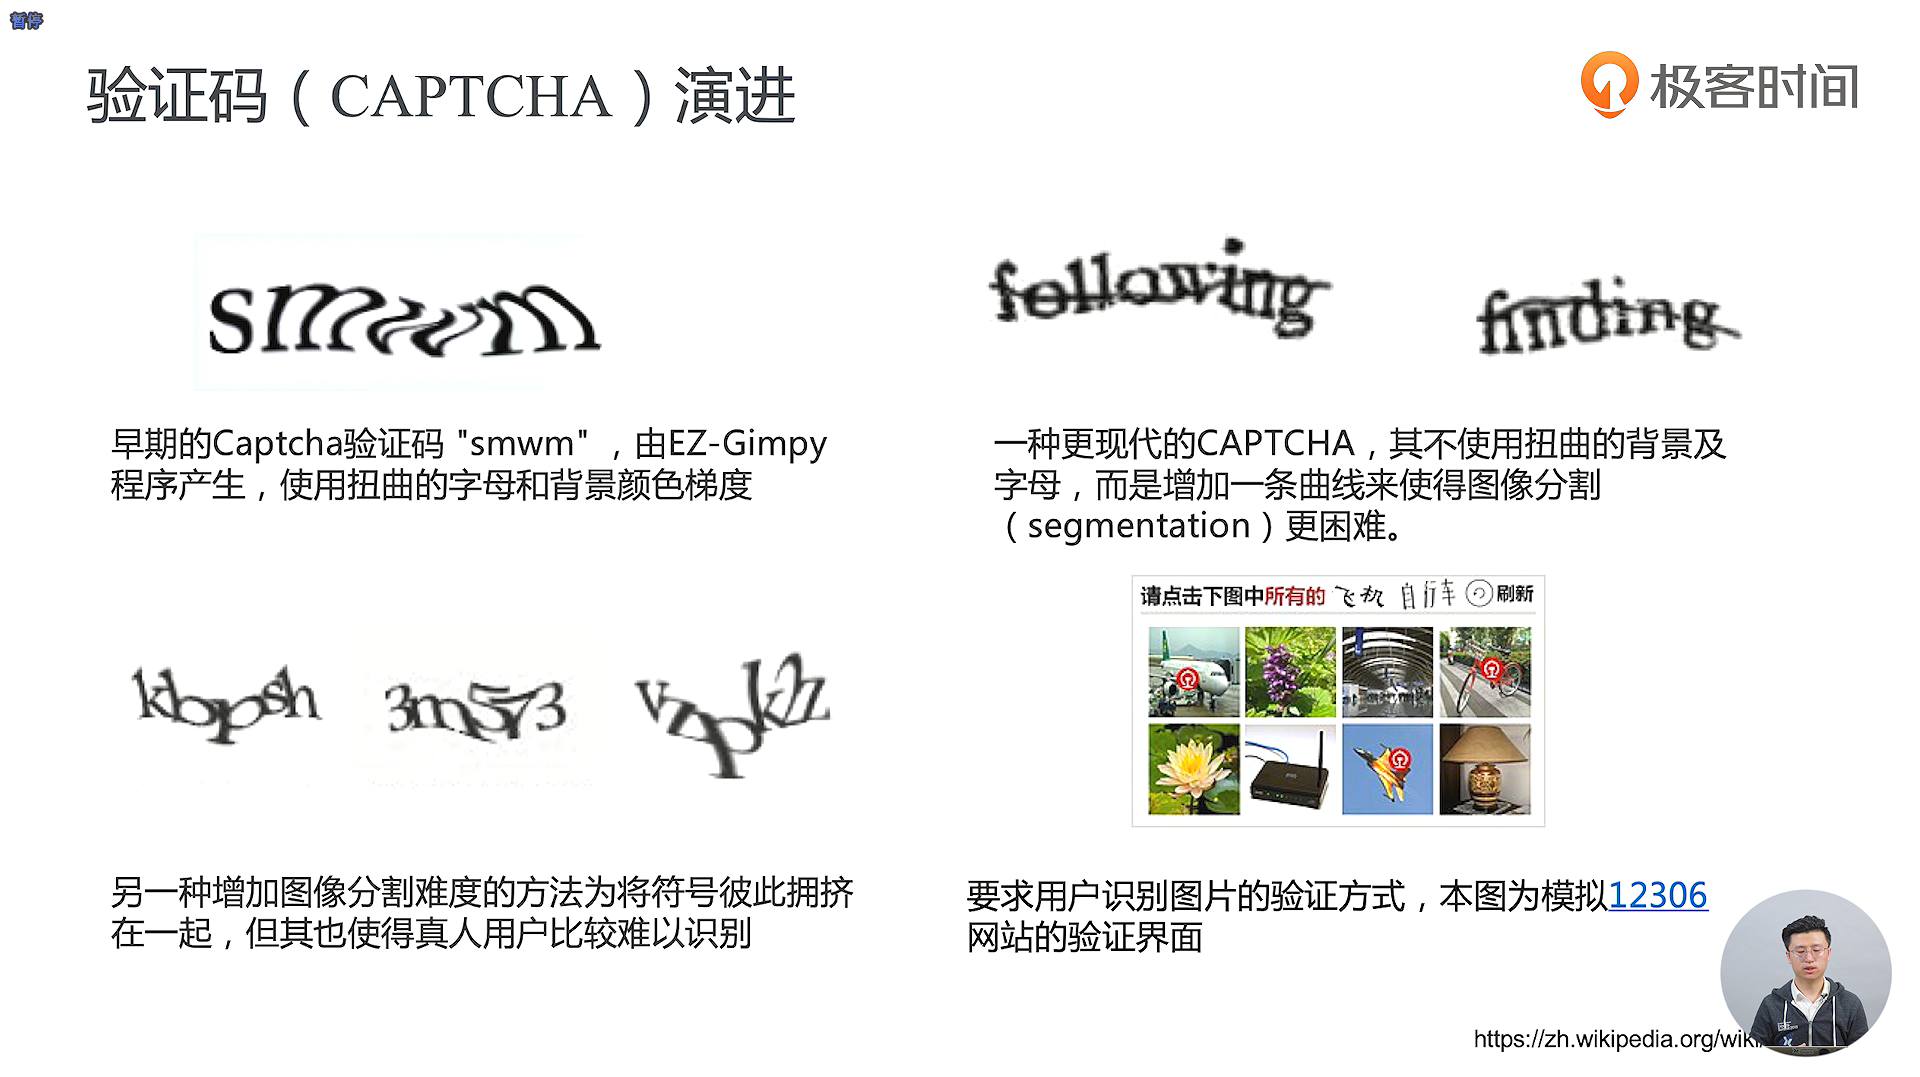 暂停
验证码（CAPTCHA）演进
极客时间
smwm
following
finding
早期的Captcha验证码 "smwm" ，由EZ-Gimpy
程序产生，使用扭曲的字母和背景颜色梯度
一种更现代的CAPTCHA，其不使用扭曲的背景及
字母，而是增加一条曲线来使得图像分割
（segmentation）更困难。
kbpsh
3m573
vzpk2z
请点击下图中所有的 飞机 自行车 刷新
另一种增加图像分割难度的方法为将符号彼此拥挤
在一起，但其也使得真人用户比较难以识别
要求用户识别图片的验证方式，本图为模拟12306
网站的验证界面
https://zh.wikipedia.org/wiki